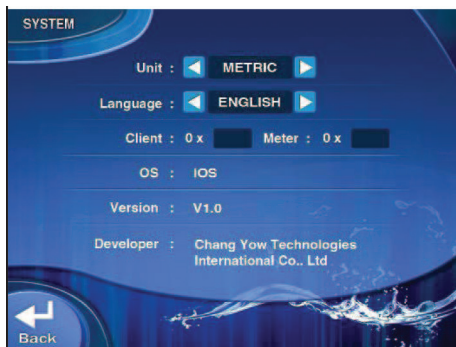 SYSTEM
Unit : METRIC
Language : ENGLISH
Client : 0 x Meter : 0 x
OS : IOS
Version : V1.0
Developer : Chang Yow Technologies
International Co.. Ltd
Back